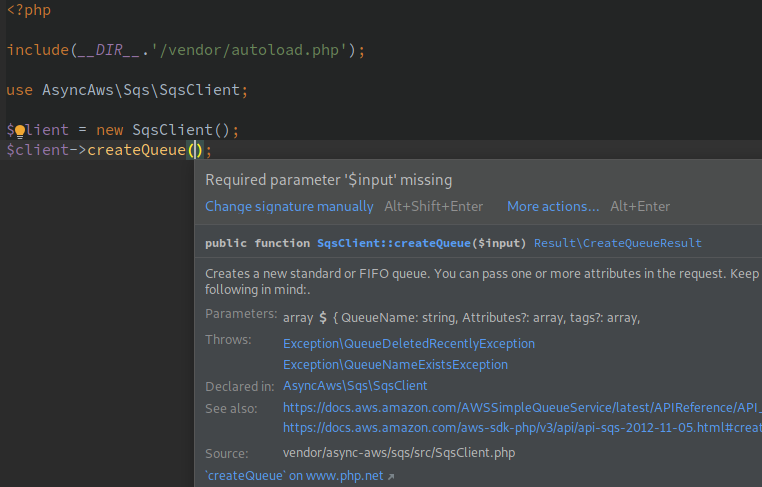 <?php
include(__DIR__.'/vendor/autoload.php');
use AsyncAws\Sqs\SqsClient;
$client = new SqsClient();
$client->createQueue();
Required parameter '$input' missing
Change signature manually Alt+Shift+Enter More actions... Alt+Enter
public function SqsClient::createQueue($input) Result\CreateQueueResult
Creates a new standard or FIFO queue. You can pass one or more attributes in the request. Keep
following in mind:.
Parameters: array $ { QueueName: string, Attributes?: array, tags?: array,
Throws: Exception\QueueDeletedRecentlyException
Exception\QueueNameExistsException
Declared in: AsyncAws\Sqs\SqsClient
See also: https://docs.aws.amazon.com/AWSSimpleQueueService/latest/APIReference/API_
https://docs.aws.amazon.com/aws-sdk-php/v3/api/api-sqs-2012-11-05.html#creat
Source: vendor/async-aws/sqs/src/SqsClient.php
`createQueue` on www.php.net ↗